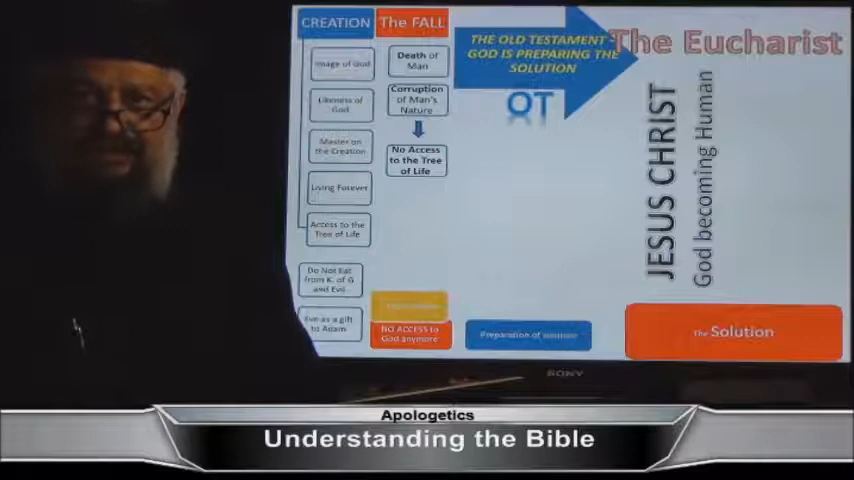 CREATION
Image of God
Likeness of
God
Master on
the Creation
Living Forever
Access to the
Tree of Life
Do Not Eat
from K. of G
and Evil
Eve as a gift
to Adam
The FALL
Death of
Man
Corruption
of Man's
Nature
No Access
to the Tree
of Life
NO ACCESS to
God anymore
THE OLD TESTAMENT -
GOD IS PREPARING THE
SOLUTION
OT
Preparation of
The Eucharist
JESUS CHRIST
God becoming Human
The Solution
SONY
Apologetics
Understanding the Bible